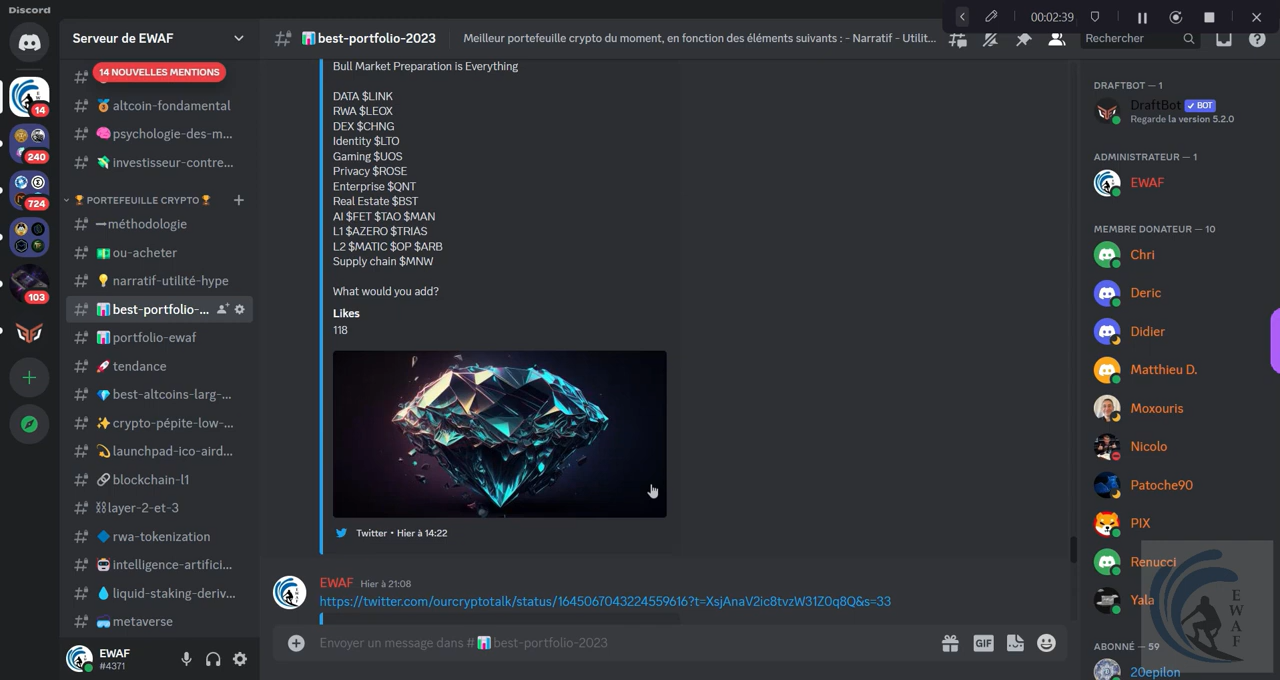 Discord
00:02:39
Serveur de EWAF
📊best-portfolio-2023
Meilleur portefeuille crypto du moment, en fonction des éléments suivants : - Narratif - Utilit...
Rechercher
14 NOUVELLES MENTIONS
🏅altcoin-fondamental
🧠psychologie-des-m...
💸investisseur-contre...
🏆 PORTEFEUILLE CRYPTO🏆
➖méthodologie
💵ou-acheter
💡narratif-utilité-hype
📊best-portfolio-...
📊portfolio-ewaf
🚀tendance
💎best-altcoins-larg-...
✨crypto-pépite-low-...
💫launchpad-ico-aird...
🔗blockchain-l1
⛓layer-2-et-3
🔷rwa-tokenization
🤖intelligence-artifici...
💧liquid-staking-deriv...
🥽metaverse
14
240
724
103
EWAF
#4371
Bull Market Preparation is Everything
DATA $LINK
RWA $LEOX
DEX $CHNG
Identity $LTO
Gaming $UOS
Privacy $ROSE
Enterprise $QNT
Real Estate $BST
AI $FET $TAO $MAN
L1 $AZERO $TRIAS
L2 $MATIC $OP $ARB
Supply chain $MNW
What would you add?
Likes
118
Twitter • Hier à 14:22
EWAF Hier à 21:08
https://twitter.com/ourcryptotalk/status/1645067043224559616?t=XsjAnaV2ic8tvzW31Z0q8Q&s=33
Envoyer un message dans # 📊best-portfolio-2023
GIF
DRAFTBOT — 1
DraftBot ✓ BOT
Regarde la version 5.2.0
ADMINISTRATEUR — 1
EWAF
MEMBRE DONATEUR — 10
Chri
Deric
Didier
Matthieu D.
Moxouris
Nicolo
Patoche90
PIX
Renucci
Yala
ABONNÉ — 59
20epilon
EWAF